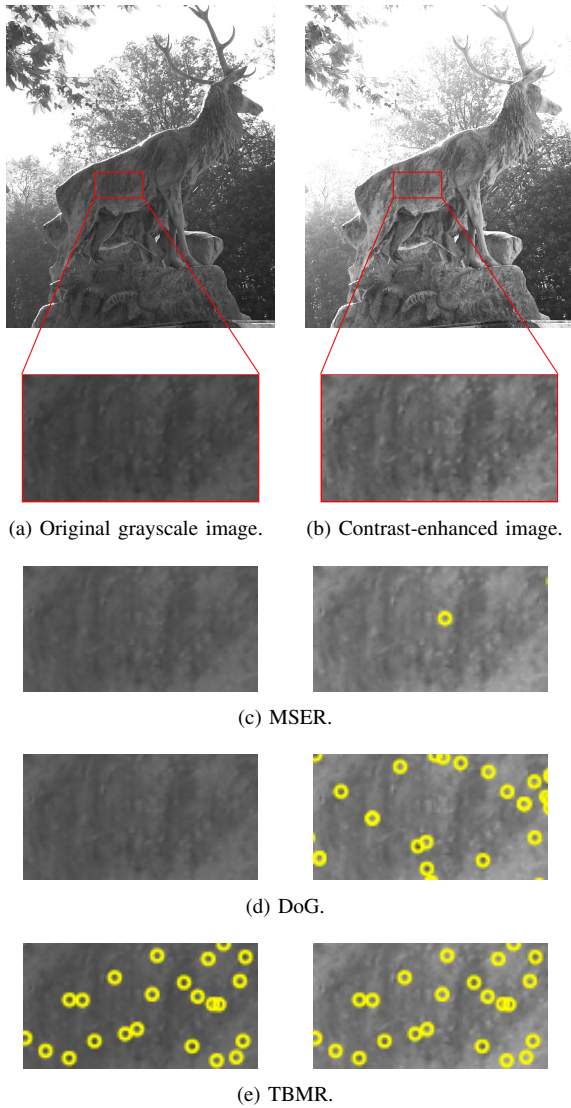 (a) Original grayscale image.
(b) Contrast-enhanced image.
(c) MSER.
(d) DoG.
(e) TBMR.